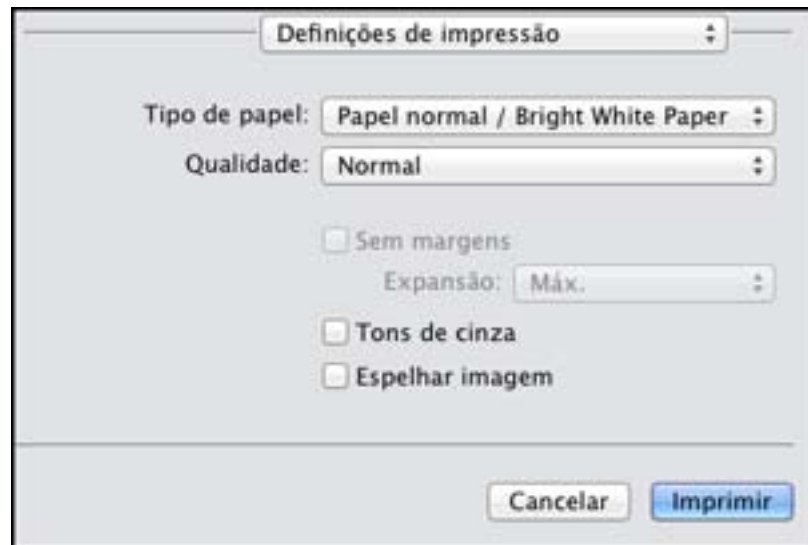 Definições de impressão
Tipo de papel: Papel normal / Bright White Paper
Qualidade: Normal
Sem margens
Expansão: Máx.
Tons de cinza
Espelhar imagem
Cancelar Imprimir